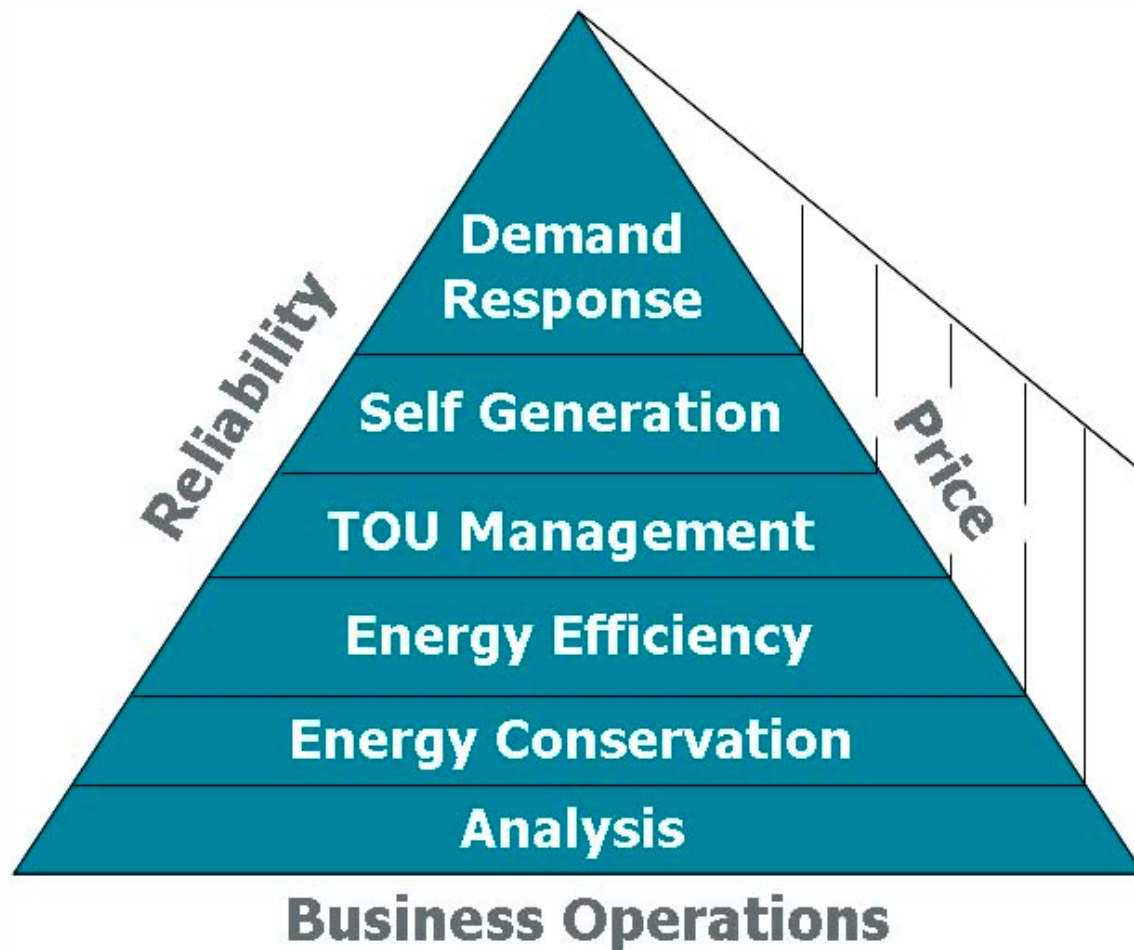 Demand
Response
Reliability
Self Generation
Price
TOU Management
Energy Efficiency
Energy Conservation
Analysis
Business Operations